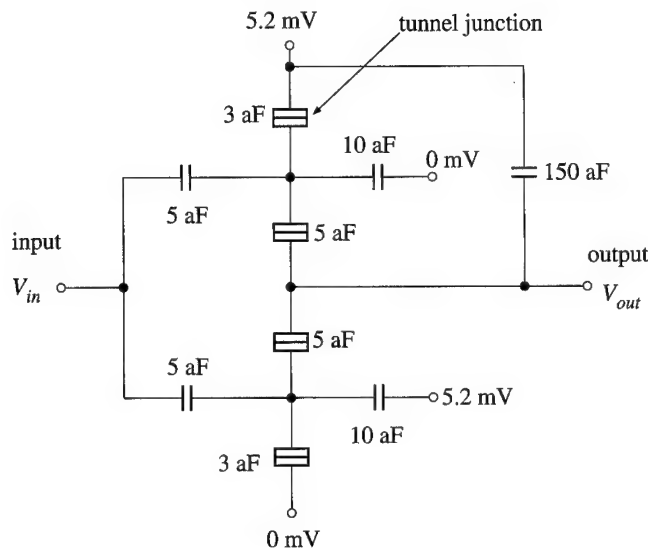 5.2 mV
tunnel junction
3 aF
10 aF
0 mV
150 aF
5 aF
5 aF
input
output
V_in
V_out
5 aF
5 aF
5.2 mV
10 aF
3 aF
0 mV